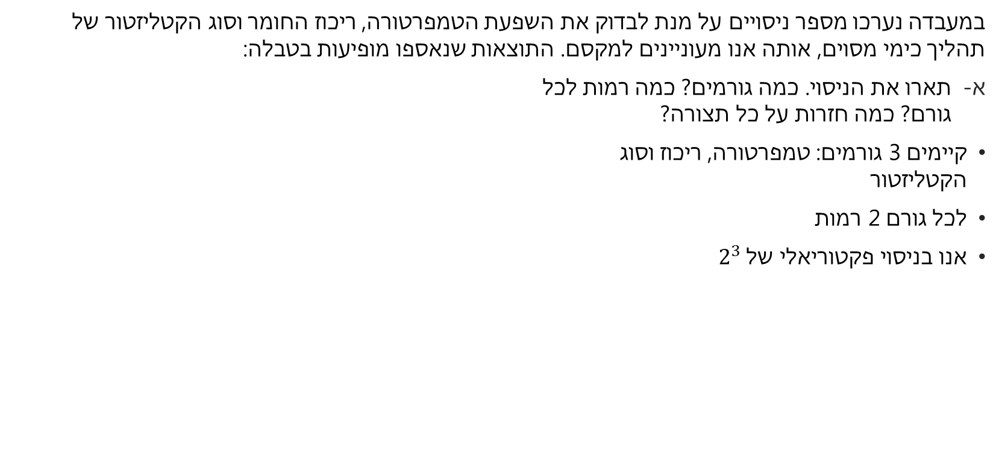 במעבדה נערכו מספר ניסויים על מנת לבדוק את השפעת הטמפרטורה, ריכוז החומר וסוג הקטליזטור של
תהליך כימי מסוים, אותה אנו מעוניינים למקסם. התוצאות שנאספו מופיעות בטבלה:
א- תארו את הניסוי. כמה גורמים? כמה רמות לכל
גורם? כמה חזרות על כל תצורה?
• קיימים 3 גורמים: טמפרטורה, ריכוז וסוג
הקטליזטור
• לכל גורם 2 רמות
• אנו בניסוי פקטוריאלי של 2³